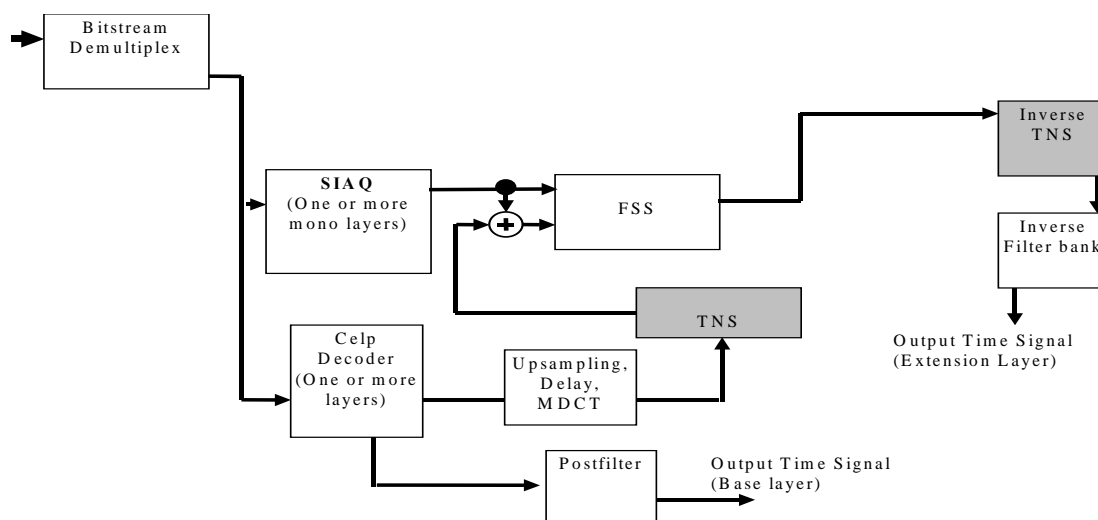 Bitstream
Demultiplex
Inverse
TNS
SIAQ
(One or more
mono layers)
FSS
+
Inverse
Filter bank
TNS
Celp
Decoder
(One or more
layers)
Upsampling,
Delay,
MDCT
Output Time Signal
(Extension Layer)
Postfilter
Output Time Signal
(Base layer)